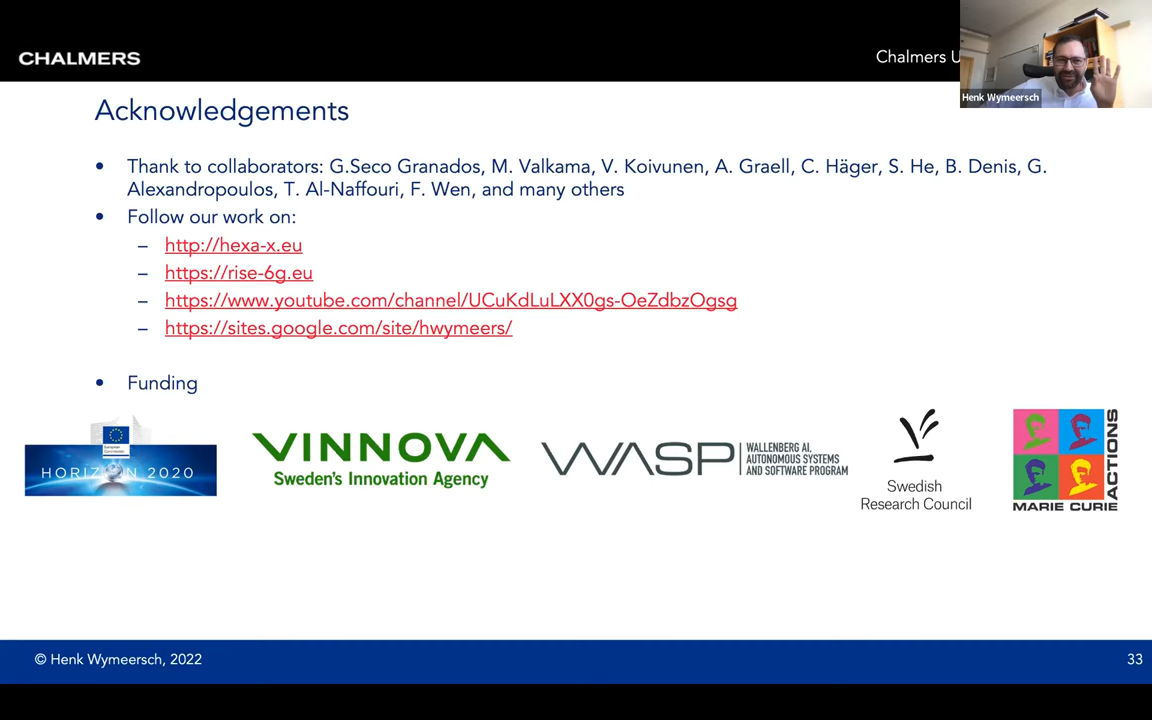 CHALMERS
Chalmers U
Henk Wymeersch
Acknowledgements
• Thank to collaborators: G.Seco Granados, M. Valkama, V. Koivunen, A. Graell, C. Häger, S. He, B. Denis, G.
Alexandropoulos, T. Al-Naffouri, F. Wen, and many others
• Follow our work on:
– http://hexa-x.eu
– https://rise-6g.eu
– https://www.youtube.com/channel/UCuKdLuLXX0gs-OeZdbzOgsg
– https://sites.google.com/site/hwymeers/
• Funding
European
Commission
HORIZON 2020
VINNOVA
Sweden's Innovation Agency
WASP
WALLENBERG AI,
AUTONOMOUS SYSTEMS
AND SOFTWARE PROGRAM
Swedish
Research Council
MARIE CURIE
ACTIONS
© Henk Wymeersch, 2022
33